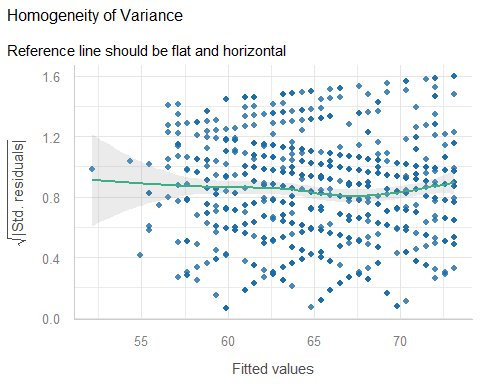 Homogeneity of Variance
Reference line should be flat and horizontal
1.6
1.2
0.8
0.4
0.0
√|Std. residuals|
55 60 65 70
Fitted values